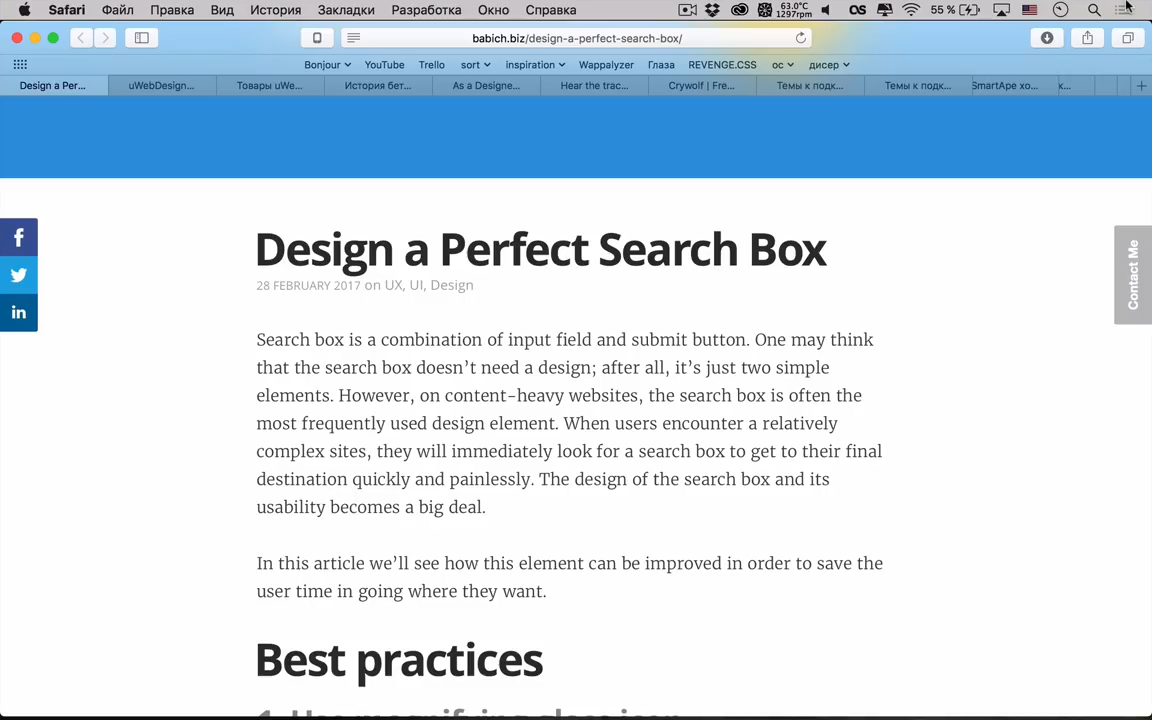 Safari Файл Правка Вид История Закладки Разработка Окно Справка 63.0°C 1297rpm OS 55 %
babich.biz/design-a-perfect-search-box/
Bonjour YouTube Trello sort inspiration Wappalyzer Глаза REVENGE.CSS ос дисер
Design a Per... uWebDesign... Товары uWe... История бет... As a Designe... Hear the trac... Crywolf | Fre... Темы к подк... Темы к подк... SmartApe хо... к...
Design a Perfect Search Box
28 FEBRUARY 2017 on UX, UI, Design
Contact Me
Search box is a combination of input field and submit button. One may think
that the search box doesn’t need a design; after all, it’s just two simple
elements. However, on content-heavy websites, the search box is often the
most frequently used design element. When users encounter a relatively
complex sites, they will immediately look for a search box to get to their final
destination quickly and painlessly. The design of the search box and its
usability becomes a big deal.
In this article we’ll see how this element can be improved in order to save the
user time in going where they want.
Best practices
1. Use magnifying glass icon